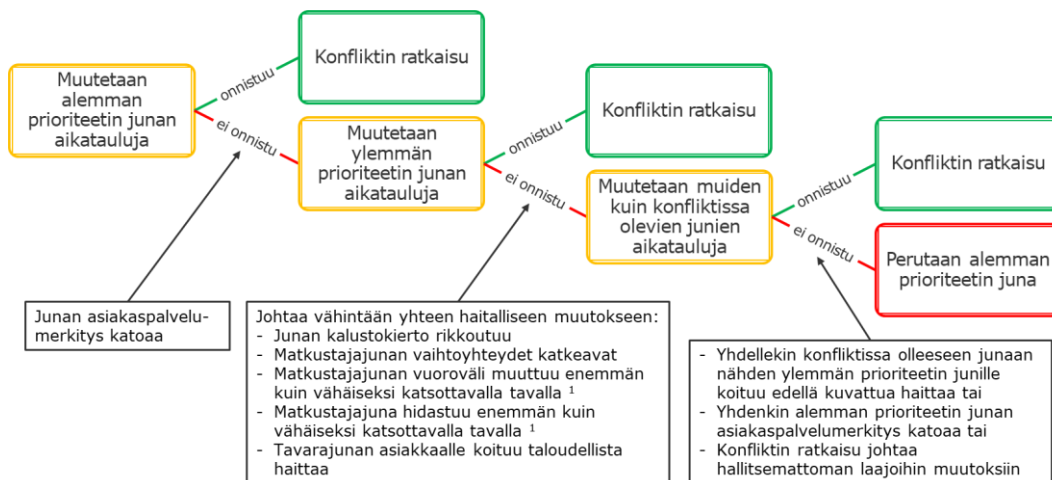 Muutetaan
alemman
prioriteetin junan
aikatauluja
onnistuu
ei onnistu
Konfliktin ratkaisu
Muutetaan
ylemmän
prioriteetin junan
aikatauluja
onnistuu
ei onnistu
Konfliktin ratkaisu
Muutetaan muiden
kuin konfliktissa
olevien junien
aikatauluja
onnistuu
ei onnistu
Konfliktin ratkaisu
Perutaan alemman
prioriteetin juna
Junan asiakaspalvelu-
merkitys katoaa
Johtaa vähintään yhteen haitalliseen muutokseen:
- Junan kalustokierto rikkoutuu
- Matkustajajunan vaihtoyhteydet katkeavat
- Matkustajajunan vuoroväli muuttuu enemmän
kuin vähäiseksi katsottavalla tavalla ¹
- Matkustajajuna hidastuu enemmän kuin
vähäiseksi katsottavalla tavalla ¹
- Tavarajunan asiakkaalle koituu taloudellista
haittaa
- Yhdellekin konfliktissa olleeseen junaan
nähden ylemmän prioriteetin junille
koituu edellä kuvattua haittaa tai
- Yhdenkin alemman prioriteetin junan
asiakaspalvelumerkitys katoaa tai
- Konfliktin ratkaisu johtaa
hallitsemattoman laajoihin muutoksiin